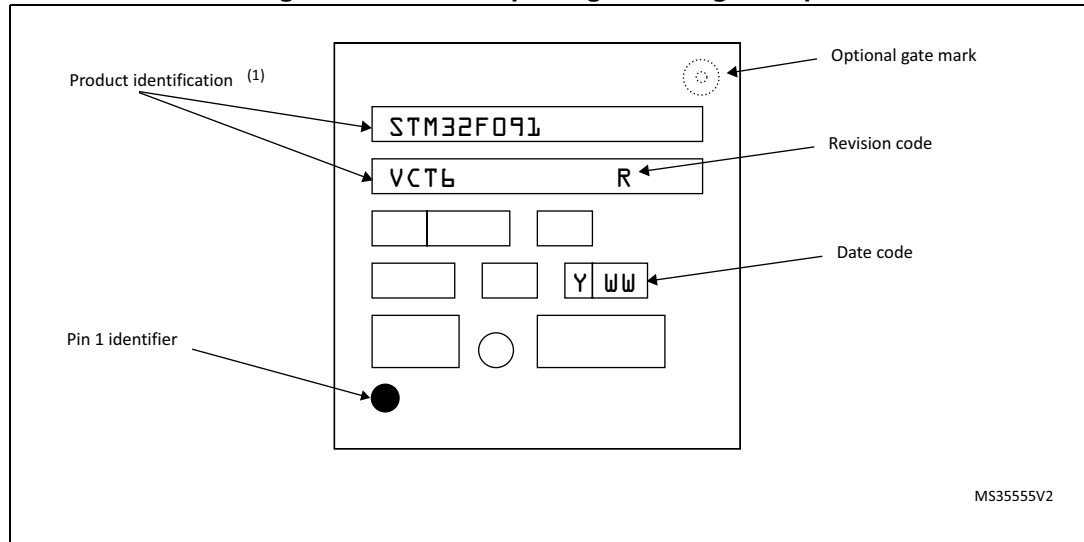 Optional gate mark
Product identification (1)
STM32F091
Revision code
VCT6 R
Date code
Y WW
Pin 1 identifier
MS35555V2